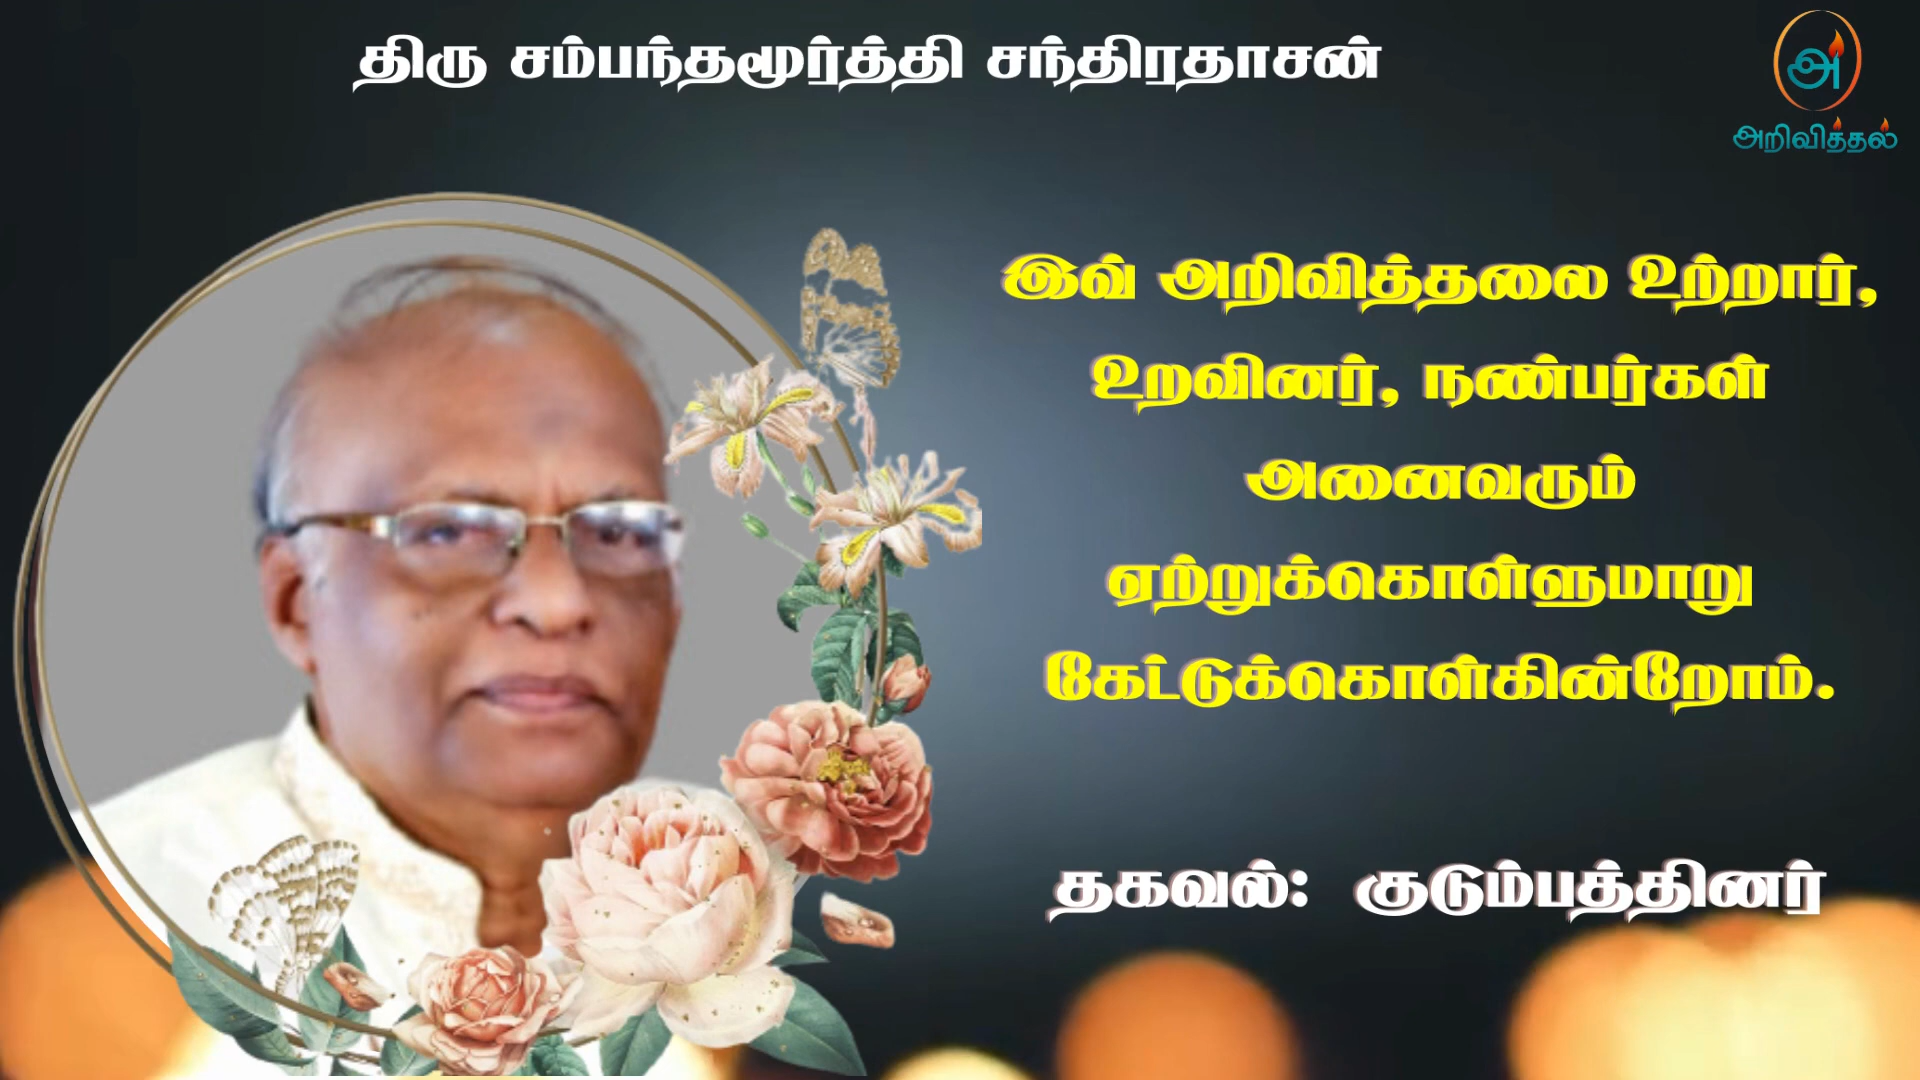 திரு சம்பந்தமூர்த்தி சந்திரதாசன்
அ
அறிவித்தல்
இவ் அறிவித்தலை உற்றார்,
உறவினர், நண்பர்கள்
அனைவரும்
ஏற்றுக்கொள்ளுமாறு
கேட்டுக்கொள்கின்றோம்.
தகவல்: குடும்பத்தினர்